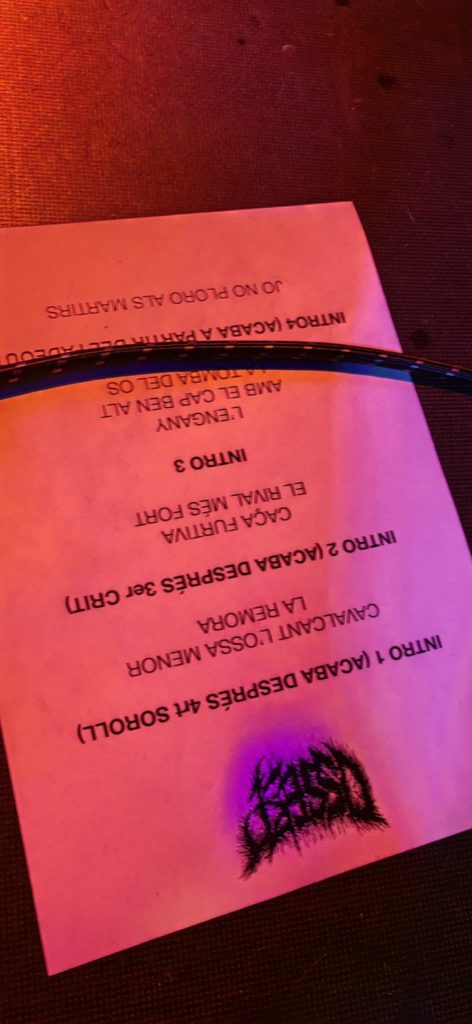 INTRO 1 (ACABA DESPRÉS 4rt SOROLL)
CAVALCANT L'OSSA MENOR
LA REMORA
INTRO 2 (ACABA DESPRÉS 3er CRIT)
CAÇA FURTIVA
EL RIVAL MÉS FORT
INTRO 3
L'ENGANY
AMB EL CAP BEN ALT
LA TOMBA DEL OS
INTRO4 (ACABA A PARTIR DEL FADEOUT
JO NO PLORO ALS MARTIRS